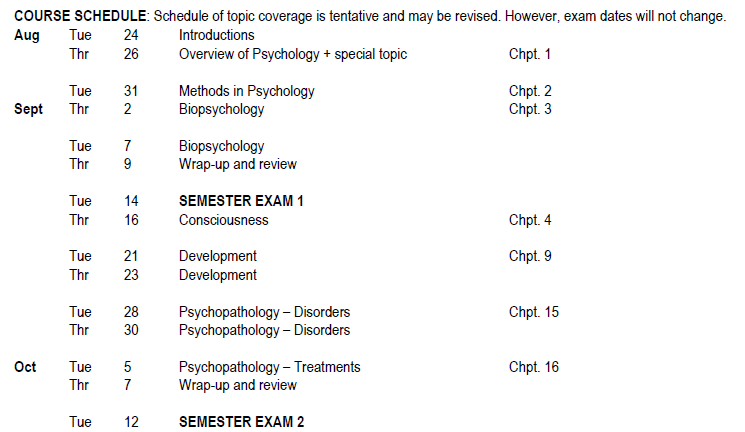 COURSE SCHEDULE: Schedule of topic coverage is tentative and may be revised. However, exam dates will not change.
Aug Tue 24 Introductions
Thr 26 Overview of Psychology + special topic Chpt. 1
Tue 31 Methods in Psychology Chpt. 2
Sept Thr 2 Biopsychology Chpt. 3
Tue 7 Biopsychology
Thr 9 Wrap-up and review
Tue 14 SEMESTER EXAM 1
Thr 16 Consciousness Chpt. 4
Tue 21 Development Chpt. 9
Thr 23 Development
Tue 28 Psychopathology – Disorders Chpt. 15
Thr 30 Psychopathology – Disorders
Oct Tue 5 Psychopathology – Treatments Chpt. 16
Thr 7 Wrap-up and review
Tue 12 SEMESTER EXAM 2